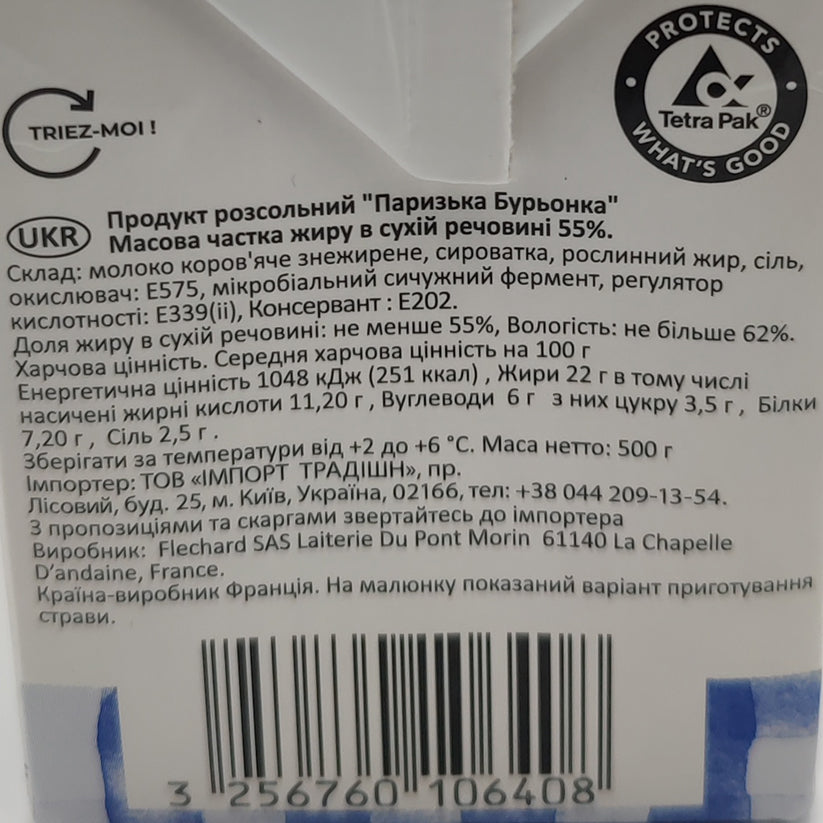 PROTECTS
Tetra Pak®
WHAT'S GOOD
TRIEZ-MOI !
UKR
Продукт розсольний "Паризька Бурьонка"
Масова частка жиру в сухій речовині 55%.
Склад: молоко коров'яче знежирене, сироватка, рослинний жир, сіль,
окислювач: Е575, мікробіальний сичужний фермент, регулятор
кислотності: Е339(ii), Консервант : Е202.
Доля жиру в сухій речовині: не менше 55%, Вологість: не більше 62%.
Харчова цінність. Середня харчова цінність на 100 г
Енергетична цінність 1048 кДж (251 ккал) , Жири 22 г в тому числі
насичені жирні кислоти 11,20 г , Вуглеводи 6 г з них цукру 3,5 г , Білки
7,20 г , Сіль 2,5 г .
Зберігати за температури від +2 до +6 °С. Маса нетто: 500 г
Імпортер: ТОВ «ІМПОРТ ТРАДІШН», пр.
Лісовий, буд. 25, м. Київ, Україна, 02166, тел: +38 044 209-13-54.
З пропозиціями та скаргами звертайтесь до імпортера
Виробник: Flechard SAS Laiterie Du Pont Morin 61140 La Chapelle
D'andaine, France.
Країна-виробник Франція. На малюнку показаний варіант приготування
страви.
3 256760 106408